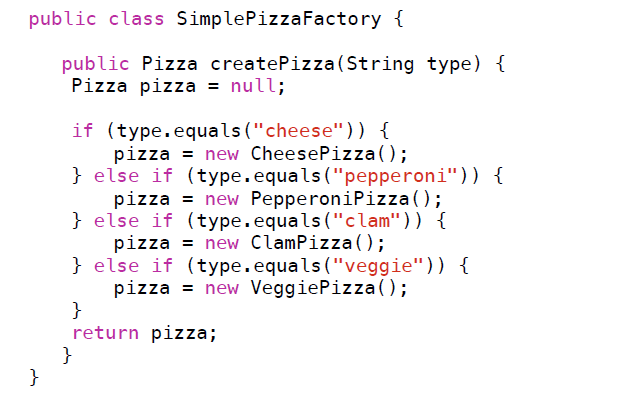 public class SimplePizzaFactory {
public Pizza createPizza(String type) {
Pizza pizza = null;
if (type.equals("cheese")) {
pizza = new CheesePizza();
} else if (type.equals("pepperoni")) {
pizza = new PepperoniPizza();
} else if (type.equals("clam")) {
pizza = new ClamPizza();
} else if (type.equals("veggie")) {
pizza = new VeggiePizza();
}
return pizza;
}
}